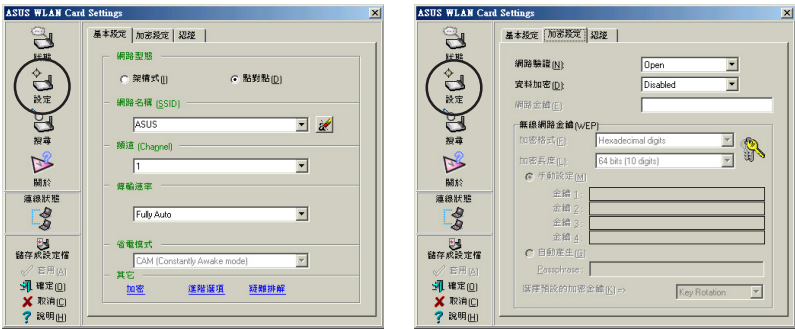 ASUS WLAN Card Settings
狀態
設定
搜尋
關於
連線狀態
儲存成設定檔
套用(A)
確定(O)
取消(C)
說明(H)
基本設定 加密設定 認證
網路型態
架構式(I) 點對點(D)
網路名稱 (SSID)
ASUS
頻道 (Channel)
1
傳輸速率
Fully Auto
省電模式
CAM (Constantly Awake mode)
其它
加密 進階選項 疑難排解
ASUS WLAN Card Settings
狀態
設定
搜尋
關於
連線狀態
儲存成設定檔
套用(A)
確定(O)
取消(C)
說明(H)
基本設定 加密設定 認證
網路驗證(N): Open
資料加密(D): Disabled
網路金鑰(E):
無線網路金鑰(WEP)
加密格式(F): Hexadecimal digits
加密長度(L): 64 bits (10 digits)
手動設定(M)
金鑰 1:
金鑰 2:
金鑰 3:
金鑰 4:
自動產生(G)
Passphrase:
選擇預設的加密金鑰(K) => Key Rotation